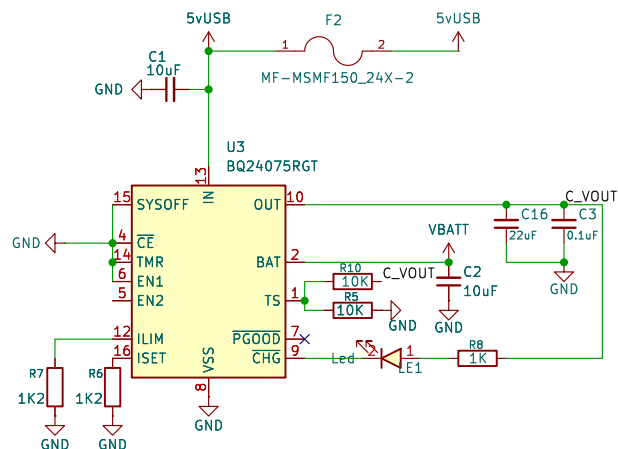 5vUSB
F2
5vUSB
1
2
C1
10uF
GND
MF-MSMF150_24X-2
U3
BQ24075RGT
13
IN
15
SYSOFF
10
OUT
C_VOUT
C16
22uF
C3
0.1uF
GND
4
CE
GND
14
TMR
6
EN1
5
EN2
2
BAT
VBATT
C2
10uF
GND
1
TS
R10
10K
C_VOUT
R5
10K
GND
12
ILIM
7
PGOOD
16
ISET
9
CHG
VSS
8
GND
Led
2
1
LE1
R8
1K
R7
1K2
GND
R6
1K2
GND